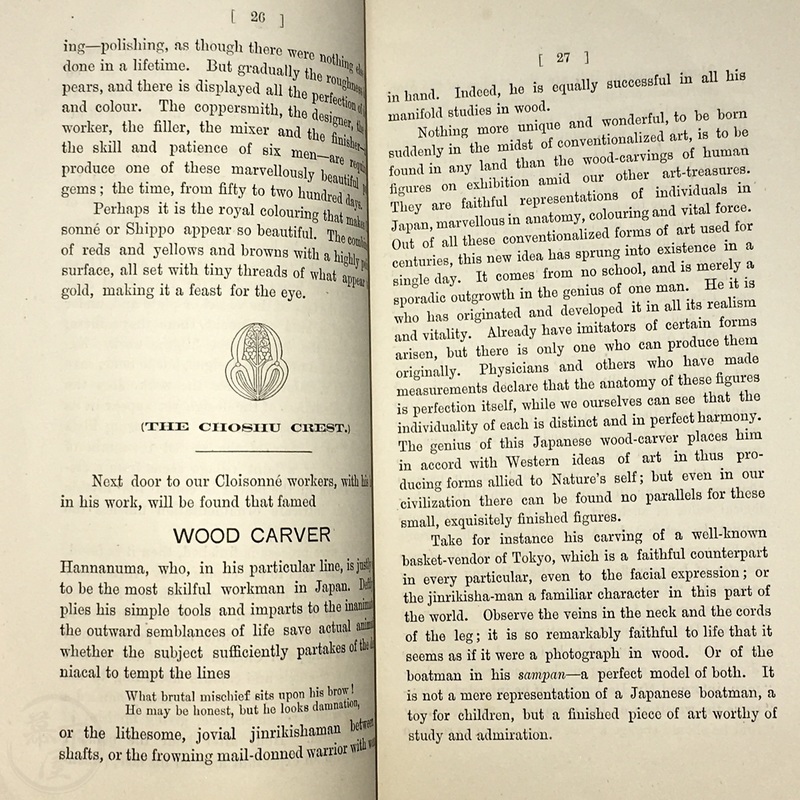 [ 26 ]
ing—polishing, as though there were nothing
done in a lifetime. But gradually the roughness
pears, and there is displayed all the perfection of
and colour. The coppersmith, the designer,
worker, the filler, the mixer and the finisher—
the skill and patience of six men—are
produce one of these marvellously beautiful
gems; the time, from fifty to two hundred days.
Perhaps it is the royal colouring that makes
sonné or Shippo appear so beautiful. The
of reds and yellows and browns with a highly
surface, all set with tiny threads of what appear
gold, making it a feast for the eye.
(THE CHOSHU CREST.)
Next door to our Cloisonné workers, with his
in his work, will be found that famed
WOOD CARVER
Hannanuma, who, in his particular line, is justly
to be the most skilful workman in Japan.
plies his simple tools and imparts to the
the outward semblances of life save actual
whether the subject sufficiently partakes of the
niacal to tempt the lines
What brutal mischief sits upon his brow!
He may be honest, but he looks damnation,
or the lithesome, jovial jinrikishaman between
shafts, or the frowning mail-donned warrior with
[ 27 ]
in hand. Indeed, he is equally successful in all his
manifold studies in wood.
Nothing more unique and wonderful, to be born
suddenly in the midst of conventionalized art, is to be
found in any land than the wood-carvings of human
figures on exhibition amid our other art-treasures.
They are faithful representations of individuals in
Japan, marvellous in anatomy, colouring and vital force.
Out of all these conventionalized forms of art used for
centuries, this new idea has sprung into existence in a
single day. It comes from no school, and is merely a
sporadic outgrowth in the genius of one man. He it is
who has originated and developed it in all its realism
and vitality. Already have imitators of certain forms
arisen, but there is only one who can produce them
originally. Physicians and others who have made
measurements declare that the anatomy of these figures
is perfection itself, while we ourselves can see that the
individuality of each is distinct and in perfect harmony.
The genius of this Japanese wood-carver places him
in accord with Western ideas of art in thus pro-
ducing forms allied to Nature's self; but even in our
civilization there can be found no parallels for these
small, exquisitely finished figures.
Take for instance his carving of a well-known
basket-vendor of Tokyo, which is a faithful counterpart
in every particular, even to the facial expression; or
the jinrikisha-man a familiar character in this part of
the world. Observe the veins in the neck and the cords
of the leg; it is so remarkably faithful to life that it
seems as if it were a photograph in wood. Or of the
boatman in his sampan—a perfect model of both. It
is not a mere representation of a Japanese boatman, a
toy for children, but a finished piece of art worthy of
study and admiration.